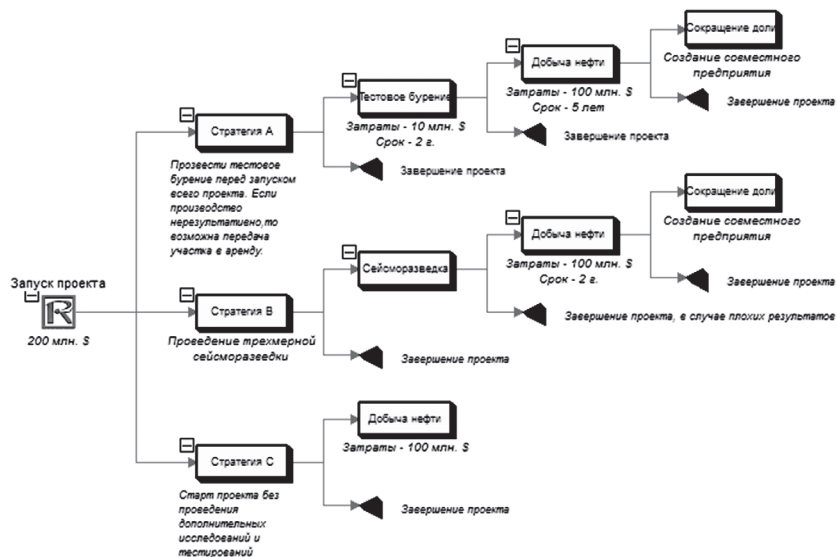 Сокращение доли
Создание совместного
предприятия
Добыча нефти
Затраты - 100 млн. $
Срок - 5 лет
Завершение проекта
Тестовое бурение
Затраты - 10 млн. $
Срок - 2 г.
Завершение проекта
Стратегия А
Прозвести тестовое
бурение перед запуском
всего проекта. Если
производство
нерезультативно,то
возможна передача
участка в аренду.
Завершение проекта
Сокращение доли
Создание совместного
предприятия
Добыча нефти
Затраты - 100 млн. $
Срок - 2 г.
Завершение проекта
Сейсморазведка
Завершение проекта, в случае плохих результатов
Запуск проекта
R
200 млн. $
Стратегия В
Проведение трехмерной
сейсморазведки
Завершение проекта
Добыча нефти
Затраты - 100 млн. $
Стратегия С
Старт проекта без
проведения
дополнительных
исследований и
тестирований
Завершение проекта